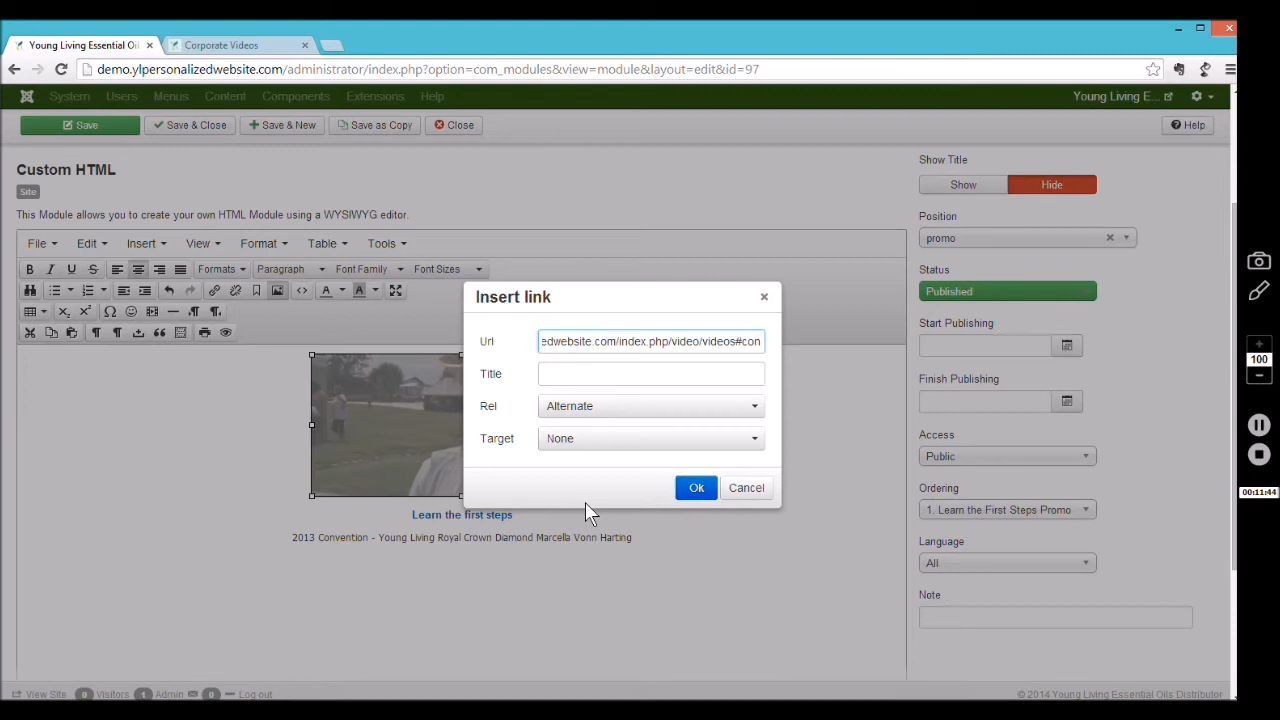 Young Living Essential Oil
Corporate Videos
demo.ylpersonalizedwebsite.com/administrator/index.php?option=com_modules&view=module&layout=edit&id=97
System Users Menus Content Components Extensions Help
Young Living E...
Save
Save & Close
Save & New
Save as Copy
Close
Help
Custom HTML
Site
This Module allows you to create your own HTML Module using a WYSIWYG editor.
File Edit Insert View Format Table Tools
B I U S Formats Paragraph Font Family Font Sizes
A A
Insert link
Url edwebsite.com/index.php/video/videos#con
Title
Rel Alternate
Target None
Ok Cancel
Learn the first steps
2013 Convention - Young Living Royal Crown Diamond Marcella Vonn Harting
Show Title
Show Hide
Position
promo
Status
Published
Start Publishing
Finish Publishing
Access
Public
Ordering
1. Learn the First Steps Promo
Language
All
Note
100
00:11:44
View Site 0 Visitors 1 Admin 0 Log out
© 2014 Young Living Essential Oils Distributor